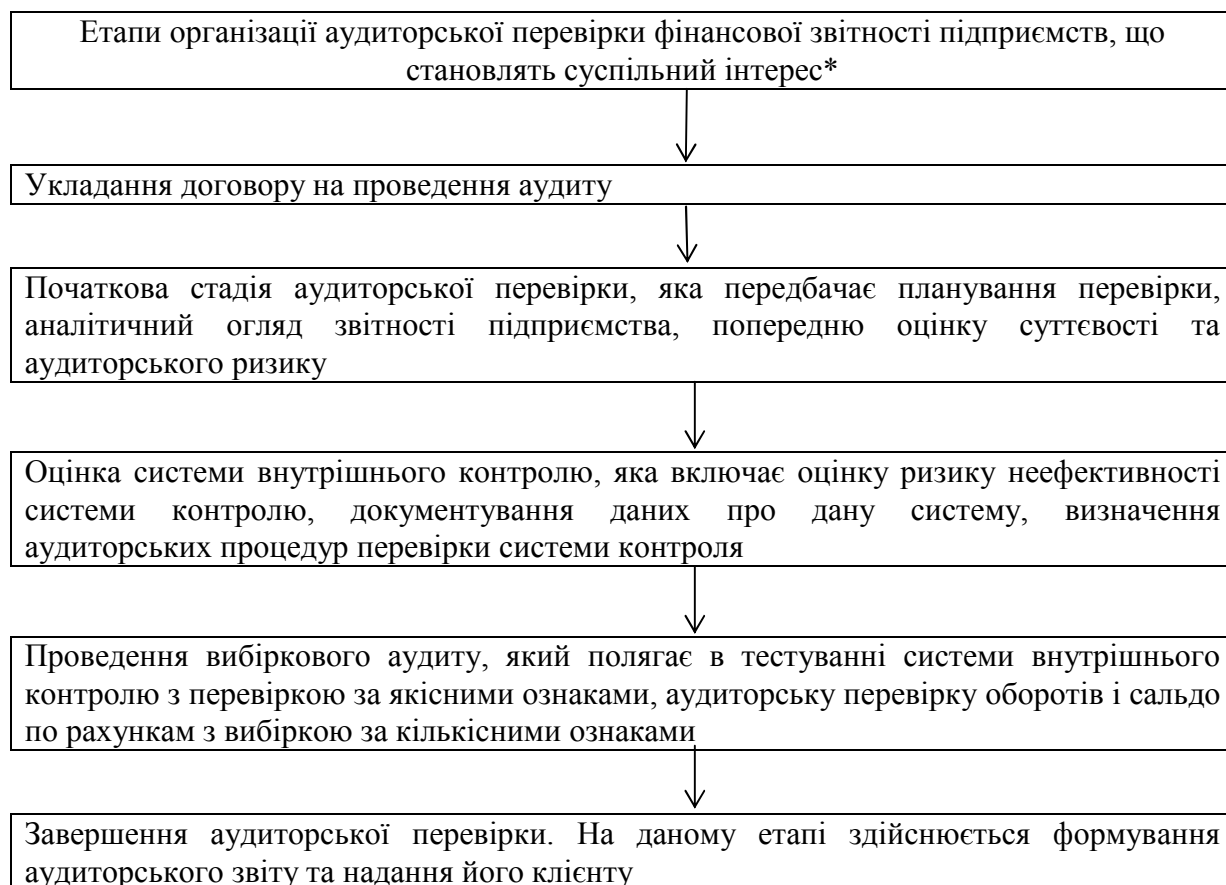 Етапи організації аудиторської перевірки фінансової звітності підприємств, що
становлять суспільний інтерес*
Укладання договору на проведення аудиту
Початкова стадія аудиторської перевірки, яка передбачає планування перевірки,
аналітичний огляд звітності підприємства, попередню оцінку суттєвості та
аудиторського ризику
Оцінка системи внутрішнього контролю, яка включає оцінку ризику неефективності
системи контролю, документування даних про дану систему, визначення
аудиторських процедур перевірки системи контроля
Проведення вибіркового аудиту, який полягає в тестуванні системи внутрішнього
контролю з перевіркою за якісними ознаками, аудиторську перевірку оборотів і сальдо
по рахункам з вибіркою за кількісними ознаками
Завершення аудиторської перевірки. На даному етапі здійснюється формування
аудиторського звіту та надання його клієнту